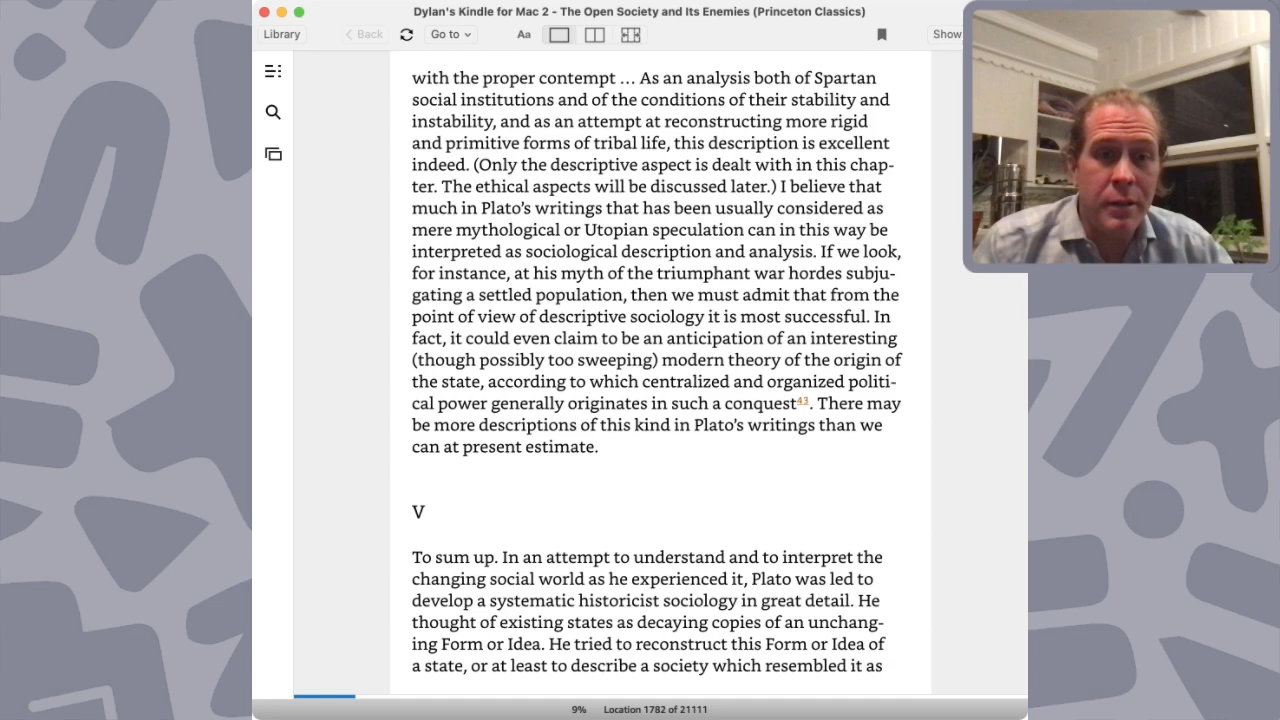 Dylan's Kindle for Mac 2 - The Open Society and Its Enemies (Princeton Classics)
Library
Back
Go to
Aa
Show
with the proper contempt … As an analysis both of Spartan
social institutions and of the conditions of their stability and
instability, and as an attempt at reconstructing more rigid
and primitive forms of tribal life, this description is excellent
indeed. (Only the descriptive aspect is dealt with in this chap-
ter. The ethical aspects will be discussed later.) I believe that
much in Plato’s writings that has been usually considered as
mere mythological or Utopian speculation can in this way be
interpreted as sociological description and analysis. If we look,
for instance, at his myth of the triumphant war hordes subju-
gating a settled population, then we must admit that from the
point of view of descriptive sociology it is most successful. In
fact, it could even claim to be an anticipation of an interesting
(though possibly too sweeping) modern theory of the origin of
the state, according to which centralized and organized politi-
cal power generally originates in such a conquest43. There may
be more descriptions of this kind in Plato’s writings than we
can at present estimate.
V
To sum up. In an attempt to understand and to interpret the
changing social world as he experienced it, Plato was led to
develop a systematic historicist sociology in great detail. He
thought of existing states as decaying copies of an unchang-
ing Form or Idea. He tried to reconstruct this Form or Idea of
a state, or at least to describe a society which resembled it as
9% Location 1782 of 21111